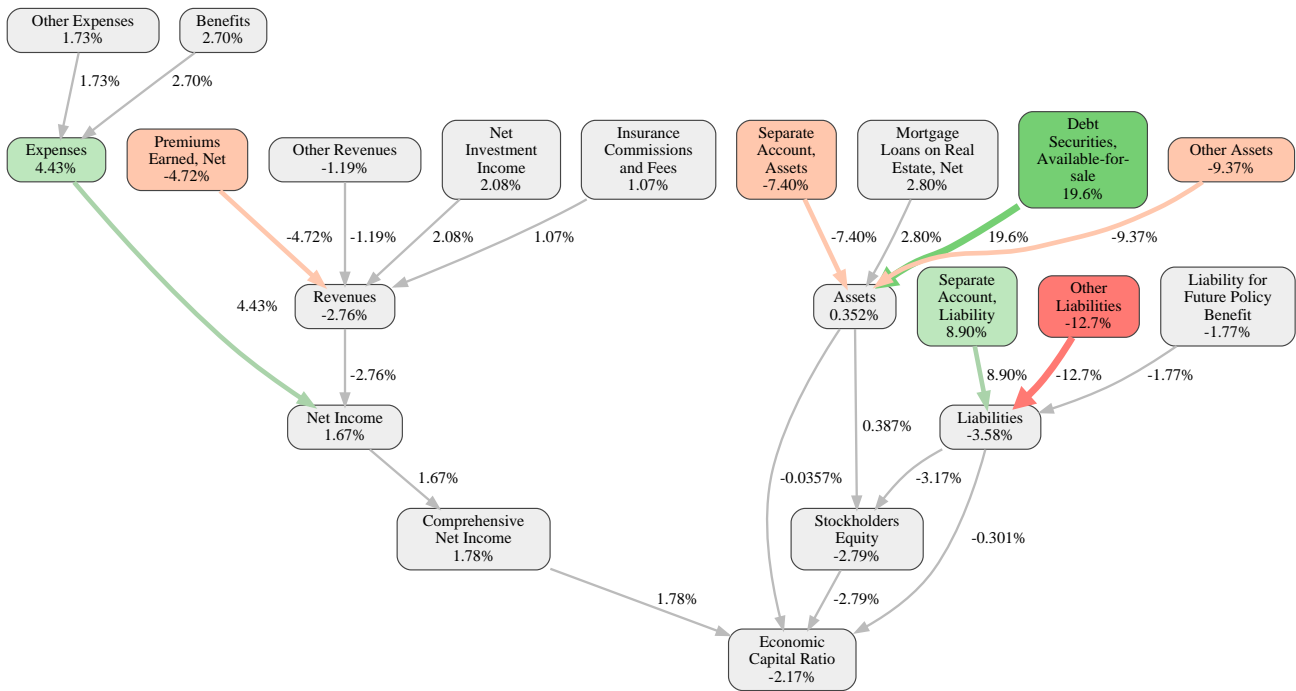 Other Expenses
1.73%
Benefits
2.70%
1.73%
2.70%
Expenses
4.43%
Premiums
Earned, Net
-4.72%
Other Revenues
-1.19%
Net
Investment
Income
2.08%
Insurance
Commissions
and Fees
1.07%
Separate
Account,
Assets
-7.40%
Mortgage
Loans on Real
Estate, Net
2.80%
Debt
Securities,
Available-for-
sale
19.6%
Other Assets
-9.37%
-4.72%
-1.19%
2.08%
1.07%
-7.40%
2.80%
19.6%
-9.37%
4.43%
Revenues
-2.76%
Assets
0.352%
Separate
Account,
Liability
8.90%
Other
Liabilities
-12.7%
Liability for
Future Policy
Benefit
-1.77%
-2.76%
8.90%
-12.7%
-1.77%
Net Income
1.67%
0.387%
Liabilities
-3.58%
1.67%
-0.0357%
-3.17%
Comprehensive
Net Income
1.78%
Stockholders
Equity
-2.79%
-0.301%
1.78%
-2.79%
Economic
Capital Ratio
-2.17%